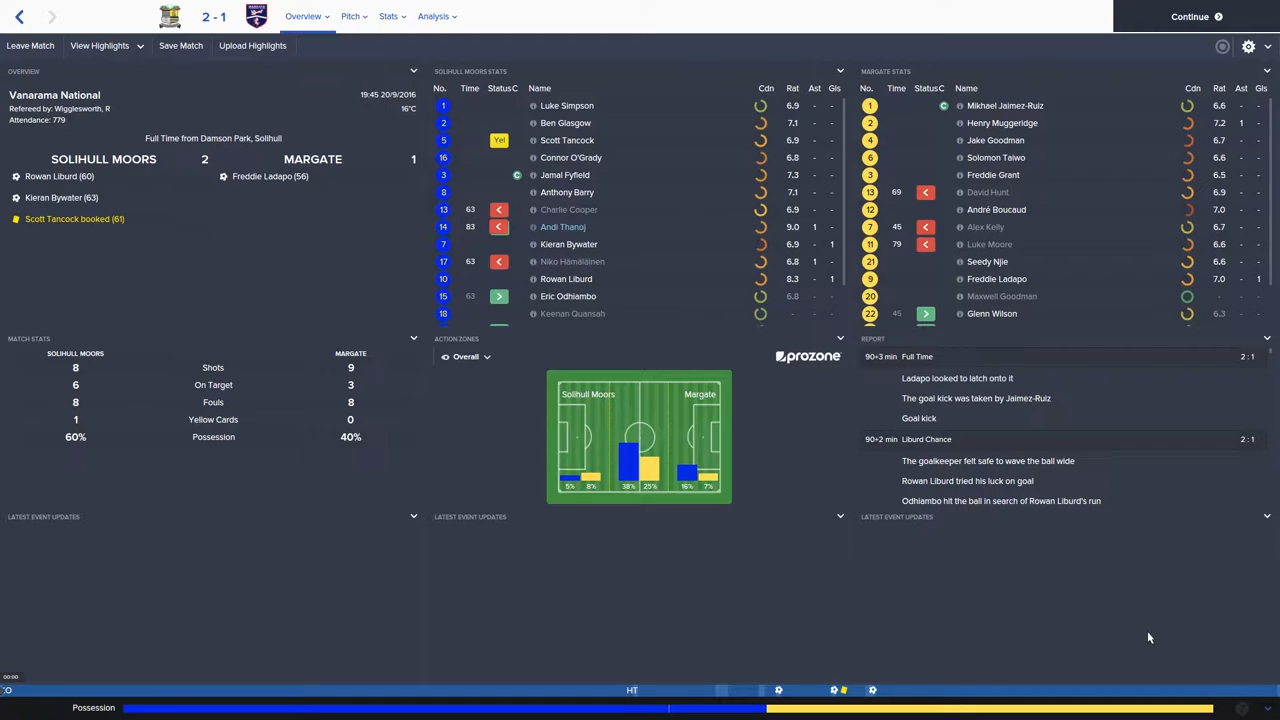 2 - 1
Overview
Pitch
Stats
Analysis
Continue
Leave Match
View Highlights
Save Match
Upload Highlights
OVERVIEW
Vanarama National 19:45 20/9/2016
Refereed by: Wigglesworth, R 16°C
Attendance: 779
Full Time from Damson Park, Solihull
SOLIHULL MOORS 2 MARGATE 1
Rowan Liburd (60) Freddie Ladapo (56)
Kieran Bywater (63)
Scott Tancock booked (61)
SOLIHULL MOORS STATS
No. Time Status C Name Cdn Rat Ast Gls
1 Luke Simpson 6.9 - -
2 Ben Glasgow 7.1 - -
5 Yel Scott Tancock 6.9 - -
16 Connor O'Grady 6.8 - -
3 C Jamal Fyfield 7.3 - -
8 Anthony Barry 7.1 - -
13 63 Charlie Cooper 6.9 - -
14 83 Andi Thanoj 9.0 1 -
7 Kieran Bywater 6.9 - 1
17 63 Niko Hämäläinen 6.8 1 -
10 Rowan Liburd 8.3 - 1
15 63 Eric Odhiambo 6.8 - -
18 Keenan Quansah - - -
MARGATE STATS
No. Time Status C Name Cdn Rat Ast Gls
1 C Mikhael Jaimez-Ruiz 6.6 - -
2 Henry Muggeridge 7.2 1 -
4 Jake Goodman 6.7 - -
6 Solomon Taiwo 6.6 - -
3 Freddie Grant 6.5 - -
13 69 David Hunt 6.9 - -
12 André Boucaud 7.0 - -
7 45 Alex Kelly 6.7 - -
11 79 Luke Moore 6.6 - -
21 Seedy Njie 6.6 - -
9 Freddie Ladapo 7.0 - 1
20 Maxwell Goodman - - -
22 45 Glenn Wilson 6.3 - -
MATCH STATS
SOLIHULL MOORS MARGATE
8 Shots 9
6 On Target 3
8 Fouls 8
1 Yellow Cards 0
60% Possession 40%
ACTION ZONES
Overall
prozone
Solihull Moors Margate
5% 8% 38% 25% 16% 7%
REPORT
90+3 min Full Time 2 : 1
Ladapo looked to latch onto it
The goal kick was taken by Jaimez-Ruiz
Goal kick
90+2 min Liburd Chance 2 : 1
The goalkeeper felt safe to wave the ball wide
Rowan Liburd tried his luck on goal
Odhiambo hit the ball in search of Rowan Liburd's run
LATEST EVENT UPDATES
LATEST EVENT UPDATES
LATEST EVENT UPDATES
00:00
HT
Possession